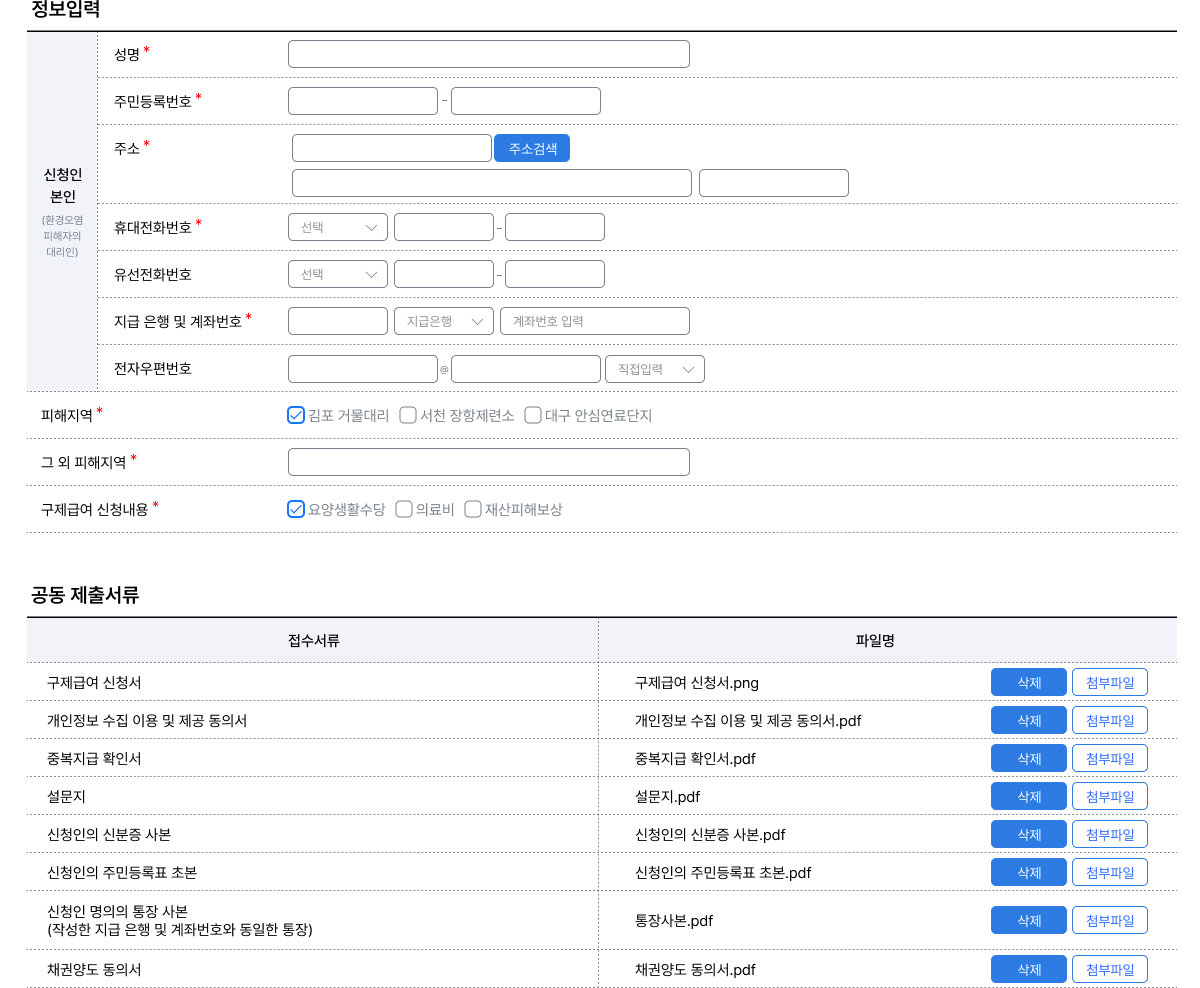 정보입력
신청인
본인
(환경오염
피해자의
대리인)
성명 *
주민등록번호 *
-
주소 *
주소검색
휴대전화번호 *
선택
-
유선전화번호
선택
-
지급 은행 및 계좌번호 *
지급은행
계좌번호 입력
전자우편번호
@
직접입력
피해지역 *
김포 거물대리 서천 장항제련소 대구 안심연료단지
그 외 피해지역 *
구제급여 신청내용 *
요양생활수당 의료비 재산피해보상
공동 제출서류
접수서류 파일명
구제급여 신청서 구제급여 신청서.png 삭제 첨부파일
개인정보 수집 이용 및 제공 동의서 개인정보 수집 이용 및 제공 동의서.pdf 삭제 첨부파일
중복지급 확인서 중복지급 확인서.pdf 삭제 첨부파일
설문지 설문지.pdf 삭제 첨부파일
신청인의 신분증 사본 신청인의 신분증 사본.pdf 삭제 첨부파일
신청인의 주민등록표 초본 신청인의 주민등록표 초본.pdf 삭제 첨부파일
신청인 명의의 통장 사본
(작성한 지급 은행 및 계좌번호와 동일한 통장)
통장사본.pdf 삭제 첨부파일
채권양도 동의서 채권양도 동의서.pdf 삭제 첨부파일